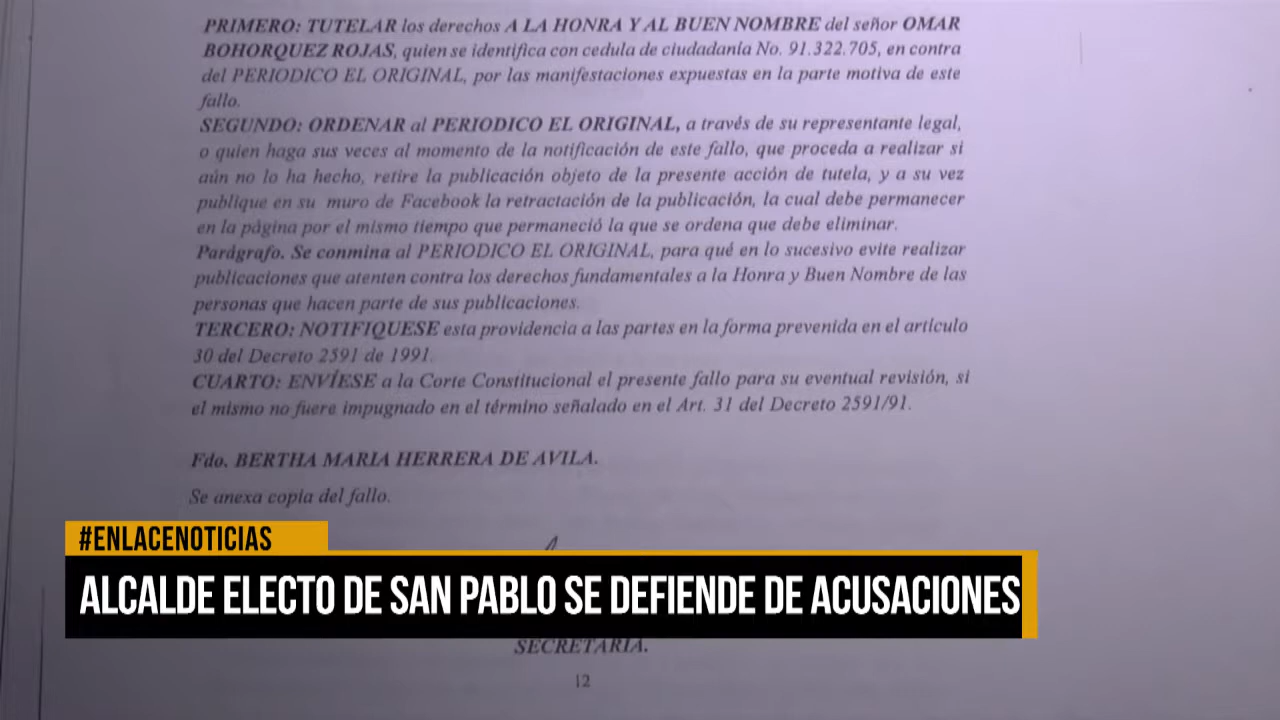 PRIMERO: TUTELAR los derechos A LA HONRA Y AL BUEN NOMBRE del señor OMAR
BOHORQUEZ ROJAS, quien se identifica con cedula de ciudadanía No. 91.322.705, en contra
del PERIODICO EL ORIGINAL, por las manifestaciones expuestas en la parte motiva de este
fallo.
SEGUNDO: ORDENAR al PERIODICO EL ORIGINAL, a través de su representante legal,
o quien haga sus veces al momento de la notificación de este fallo, que proceda a realizar si
aún no lo ha hecho, retire la publicación objeto de la presente acción de tutela, y a su vez
publique en su muro de Facebook la retractación de la publicación, la cual debe permanecer
en la página por el mismo tiempo que permaneció la que se ordena que debe eliminar.
Parágrafo. Se conmina al PERIODICO EL ORIGINAL, para qué en lo sucesivo evite realizar
publicaciones que atenten contra los derechos fundamentales a la Honra y Buen Nombre de las
personas que hacen parte de sus publicaciones.
TERCERO: NOTIFIQUESE esta providencia a las partes en la forma prevenida en el artículo
30 del Decreto 2591 de 1991.
CUARTO: ENVÍESE a la Corte Constitucional el presente fallo para su eventual revisión, si
el mismo no fuere impugnado en el término señalado en el Art. 31 del Decreto 2591/91.
Fdo. BERTHA MARIA HERRERA DE AVILA.
Se anexa copia del fallo.
#ENLACENOTICIAS
ALCALDE ELECTO DE SAN PABLO SE DEFIENDE DE ACUSACIONES
SECRETARIA.
12